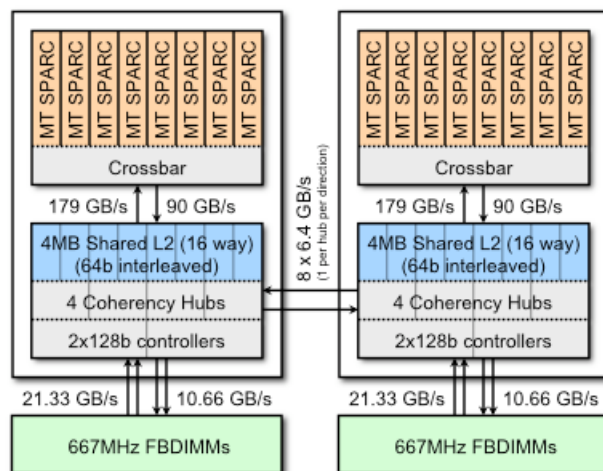 MT SPARC
MT SPARC
MT SPARC
MT SPARC
MT SPARC
MT SPARC
MT SPARC
MT SPARC
Crossbar
179 GB/s
90 GB/s
4MB Shared L2 (16 way)
(64b interleaved)
4 Coherency Hubs
2x128b controllers
21.33 GB/s
10.66 GB/s
667MHz FBDIMMs
8 x 6.4 GB/s
(1 per hub per direction)
MT SPARC
MT SPARC
MT SPARC
MT SPARC
MT SPARC
MT SPARC
MT SPARC
MT SPARC
Crossbar
179 GB/s
90 GB/s
4MB Shared L2 (16 way)
(64b interleaved)
4 Coherency Hubs
2x128b controllers
21.33 GB/s
10.66 GB/s
667MHz FBDIMMs